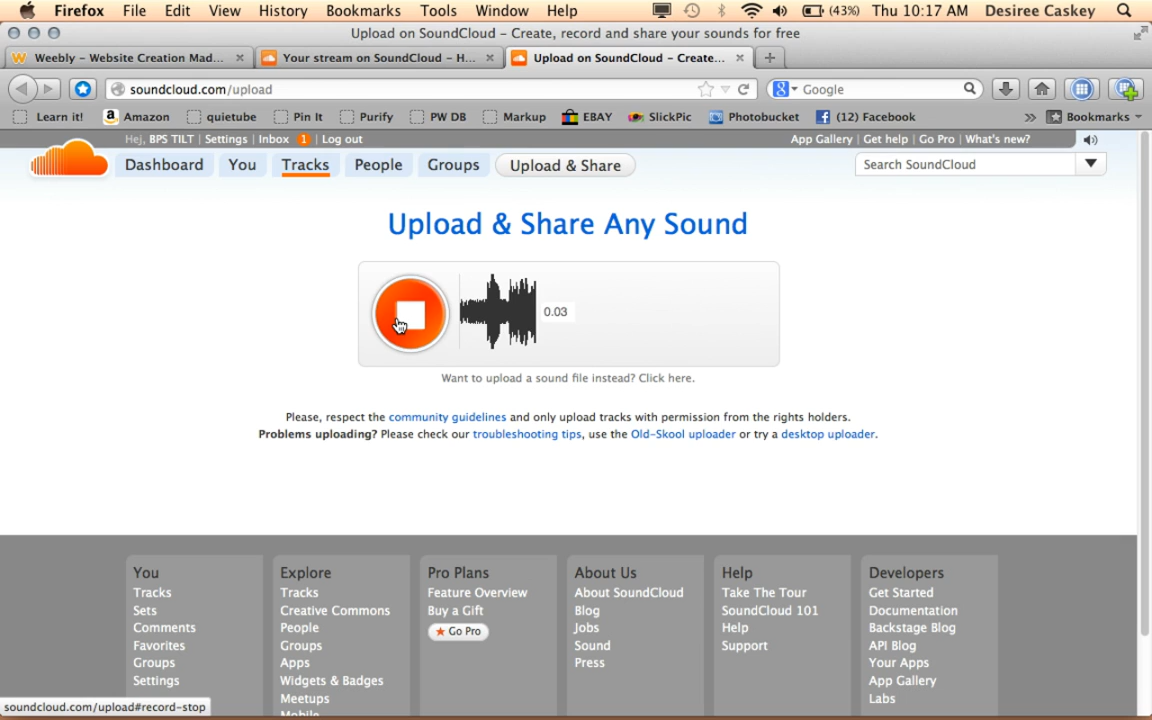 Firefox File Edit View History Bookmarks Tools Window Help (43%) Thu 10:17 AM Desiree Caskey
Upload on SoundCloud – Create, record and share your sounds for free
W Weebly – Website Creation Mad... × Your stream on SoundCloud – H... × Upload on SoundCloud – Create... × +
soundcloud.com/upload Google
Learn it! Amazon quietube Pin It Purify PW DB Markup EBAY SlickPic Photobucket (12) Facebook » Bookmarks
Hej, BPS TILT Settings Inbox 1 Log out App Gallery Get help Go Pro What's new?
Dashboard You Tracks People Groups Upload & Share Search SoundCloud
Upload & Share Any Sound
0.03
Want to upload a sound file instead? Click here.
Please, respect the community guidelines and only upload tracks with permission from the rights holders.
Problems uploading? Please check our troubleshooting tips, use the Old-Skool uploader or try a desktop uploader.
You
Tracks
Sets
Comments
Favorites
Groups
Settings
Explore
Tracks
Creative Commons
People
Groups
Apps
Widgets & Badges
Meetups
Mobile
Pro Plans
Feature Overview
Buy a Gift
Go Pro
About Us
About SoundCloud
Blog
Jobs
Sound
Press
Help
Take The Tour
SoundCloud 101
Help
Support
Developers
Get Started
Documentation
Backstage Blog
API Blog
Your Apps
App Gallery
Labs
soundcloud.com/upload#record-stop